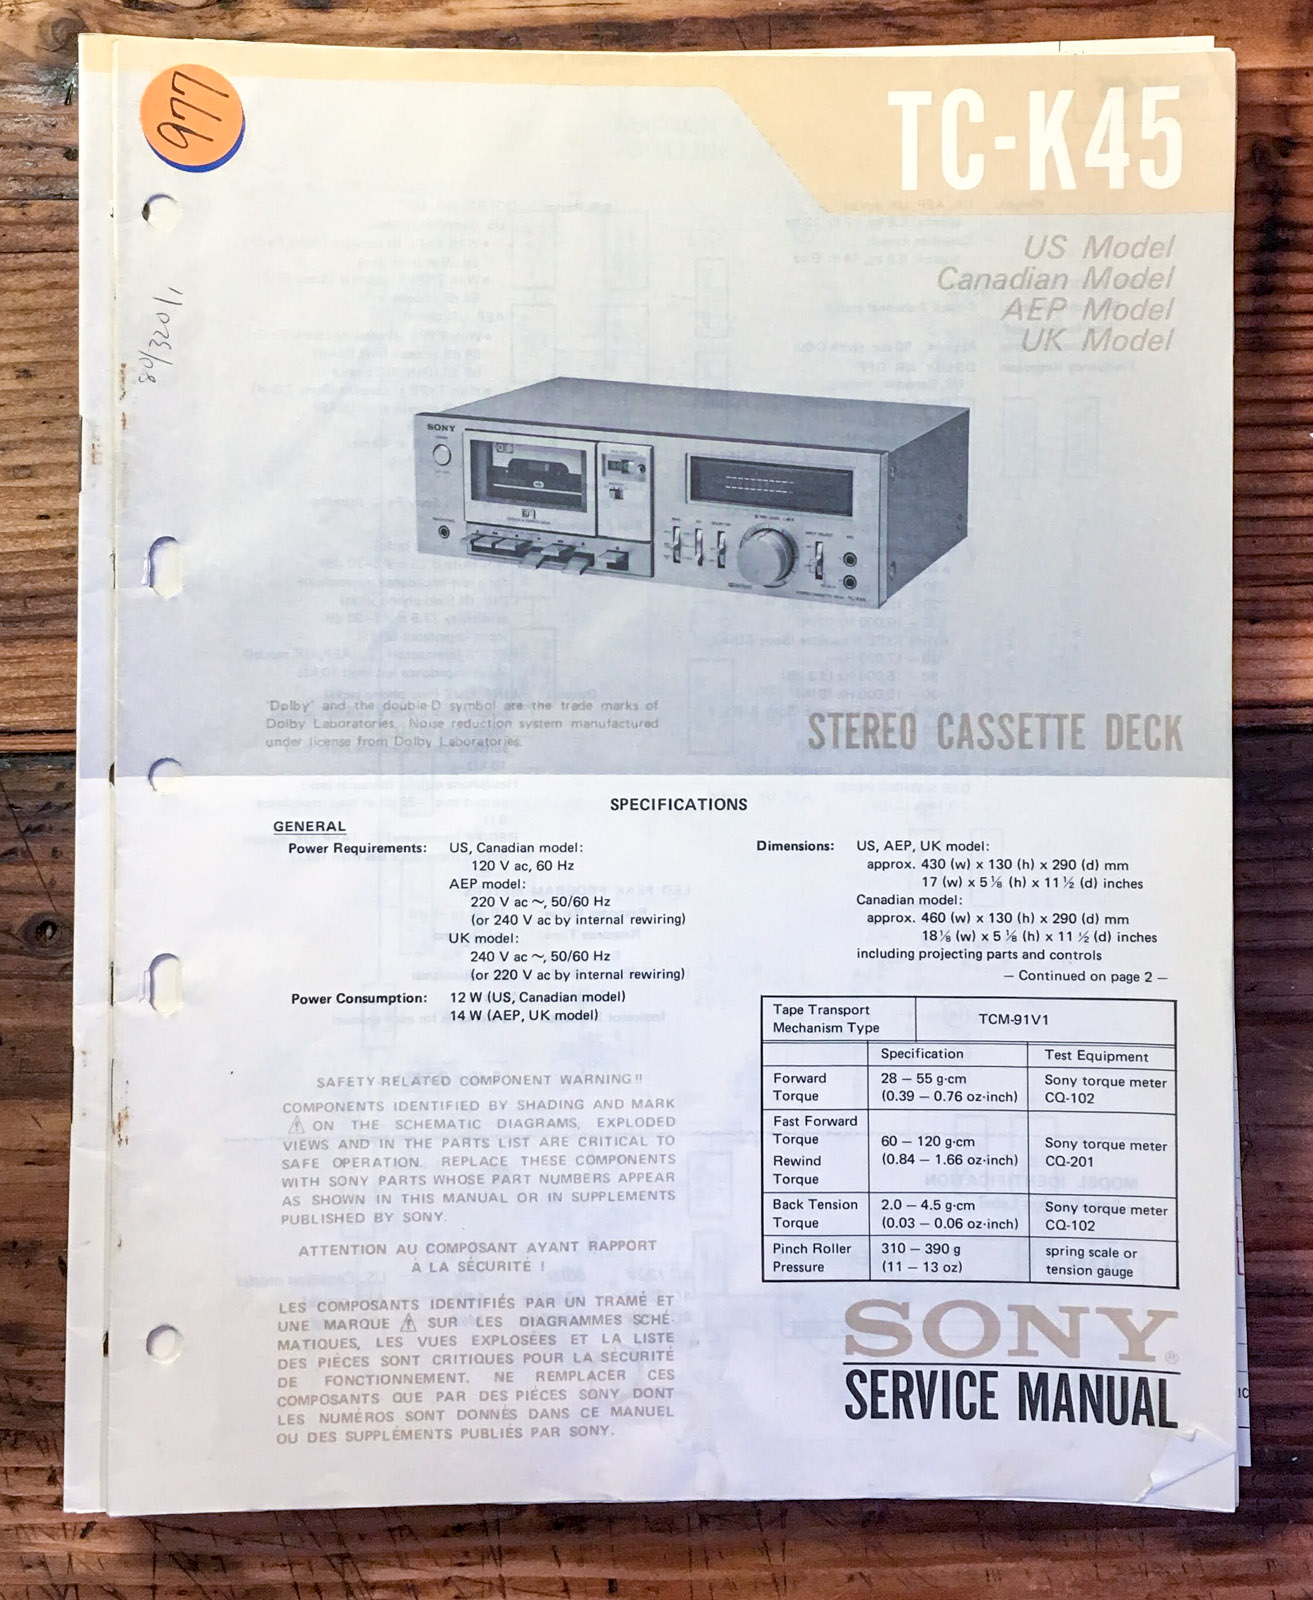 977
80/320/1,
TC-K45
US Model
Canadian Model
AEP Model
UK Model
SONY
'Dolby' and the double-D symbol are the trade marks of
Dolby Laboratories. Noise reduction system manufactured
under license from Dolby Laboratories.
STEREO CASSETTE DECK
SPECIFICATIONS
GENERAL
Power Requirements: US, Canadian model:
120 V ac, 60 Hz
AEP model:
220 V ac ~, 50/60 Hz
(or 240 V ac by internal rewiring)
UK model:
240 V ac ~, 50/60 Hz
(or 220 V ac by internal rewiring)
Power Consumption: 12 W (US, Canadian model)
14 W (AEP, UK model)
Dimensions: US, AEP, UK model:
approx. 430 (w) x 130 (h) x 290 (d) mm
17 (w) x 5 1/8 (h) x 11 1/2 (d) inches
Canadian model:
approx. 460 (w) x 130 (h) x 290 (d) mm
18 1/8 (w) x 5 1/8 (h) x 11 1/2 (d) inches
including projecting parts and controls
— Continued on page 2 —
SAFETY-RELATED COMPONENT WARNING!!
COMPONENTS IDENTIFIED BY SHADING AND MARK
⚠ ON THE SCHEMATIC DIAGRAMS, EXPLODED
VIEWS AND IN THE PARTS LIST ARE CRITICAL TO
SAFE OPERATION. REPLACE THESE COMPONENTS
WITH SONY PARTS WHOSE PART NUMBERS APPEAR
AS SHOWN IN THIS MANUAL OR IN SUPPLEMENTS
PUBLISHED BY SONY.
ATTENTION AU COMPOSANT AYANT RAPPORT
À LA SÉCURITÉ !
LES COMPOSANTS IDENTIFIÉS PAR UN TRAMÉ ET
UNE MARQUE ⚠ SUR LES DIAGRAMMES SCHÉ-
MATIQUES, LES VUES EXPLOSÉES ET LA LISTE
DES PIÈCES SONT CRITIQUES POUR LA SÉCURITÉ
DE FONCTIONNEMENT. NE REMPLACER CES
COMPOSANTS QUE PAR DES PIÈCES SONY DONT
LES NUMÉROS SONT DONNÉS DANS CE MANUEL
OU DES SUPPLÉMENTS PUBLIÉS PAR SONY.
Tape Transport
Mechanism Type TCM-91V1
Specification Test Equipment
Forward 28 — 55 g·cm Sony torque meter
Torque (0.39 — 0.76 oz·inch) CQ-102
Fast Forward
Torque 60 — 120 g·cm Sony torque meter
Rewind (0.84 — 1.66 oz·inch) CQ-201
Torque
Back Tension 2.0 — 4.5 g·cm Sony torque meter
Torque (0.03 — 0.06 oz·inch) CQ-102
Pinch Roller 310 — 390 g spring scale or
Pressure (11 — 13 oz) tension gauge
SONY®
SERVICE MANUAL